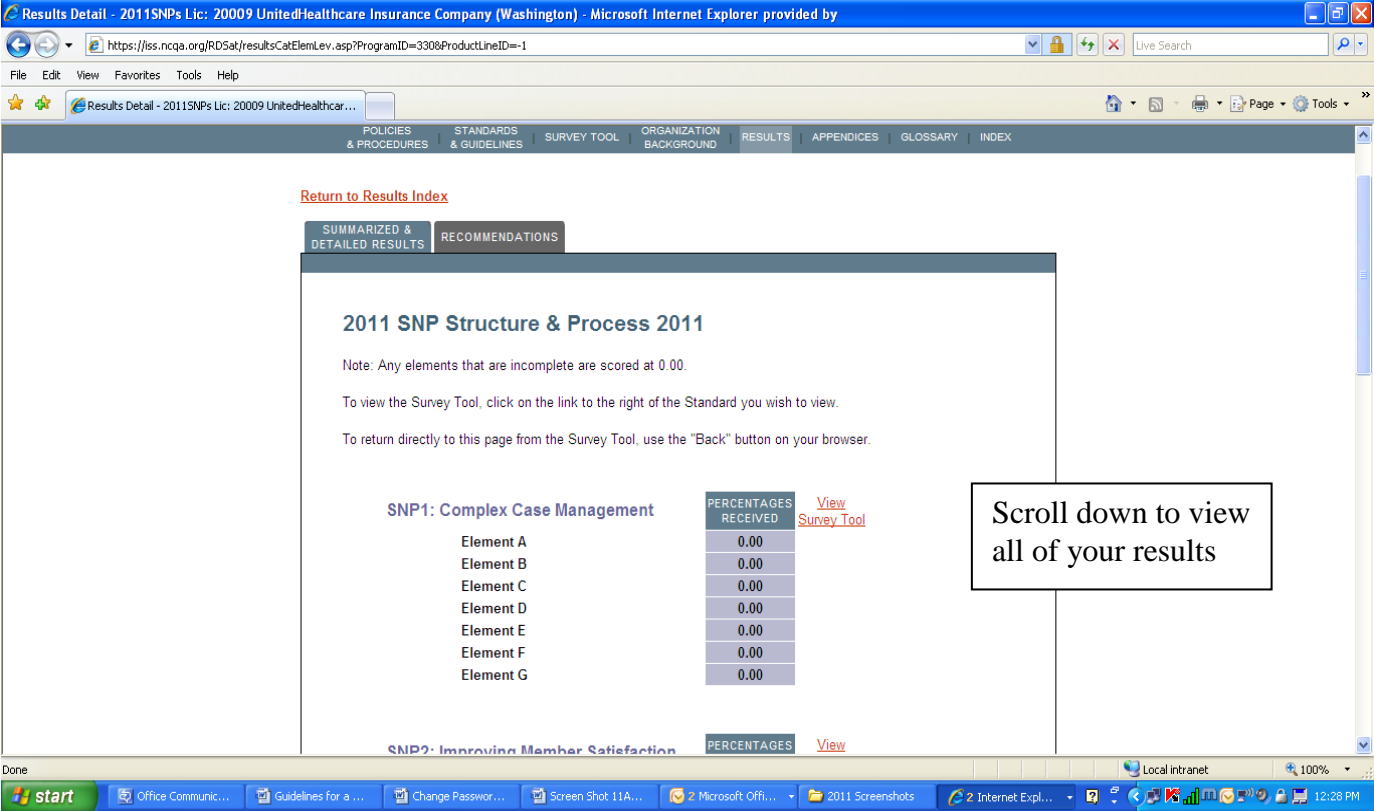 Results Detail - 2011SNPs Lic: 20009 UnitedHealthcare Insurance Company (Washington) - Microsoft Internet Explorer provided by
https://iss.ncqa.org/RDSat/resultsCatElemLev.asp?ProgramID=330&ProductLineID=-1
Live Search
File Edit View Favorites Tools Help
Results Detail - 2011SNPs Lic: 20009 UnitedHealthcar...
Page Tools »
POLICIES & PROCEDURES | STANDARDS & GUIDELINES | SURVEY TOOL | ORGANIZATION BACKGROUND | RESULTS | APPENDICES | GLOSSARY | INDEX
Return to Results Index
SUMMARIZED & DETAILED RESULTS
RECOMMENDATIONS
2011 SNP Structure & Process 2011
Note: Any elements that are incomplete are scored at 0.00.
To view the Survey Tool, click on the link to the right of the Standard you wish to view.
To return directly to this page from the Survey Tool, use the "Back" button on your browser.
SNP1: Complex Case Management PERCENTAGES RECEIVED View Survey Tool
Element A 0.00
Element B 0.00
Element C 0.00
Element D 0.00
Element E 0.00
Element F 0.00
Element G 0.00
Scroll down to view
all of your results
SNP2: Improving Member Satisfaction PERCENTAGES View
Done Local intranet 100%
start Office Communic... Guidelines for a ... Change Passwor... Screen Shot 11A... 2 Microsoft Offi... 2011 Screenshots 2 Internet Expl... 12:28 PM